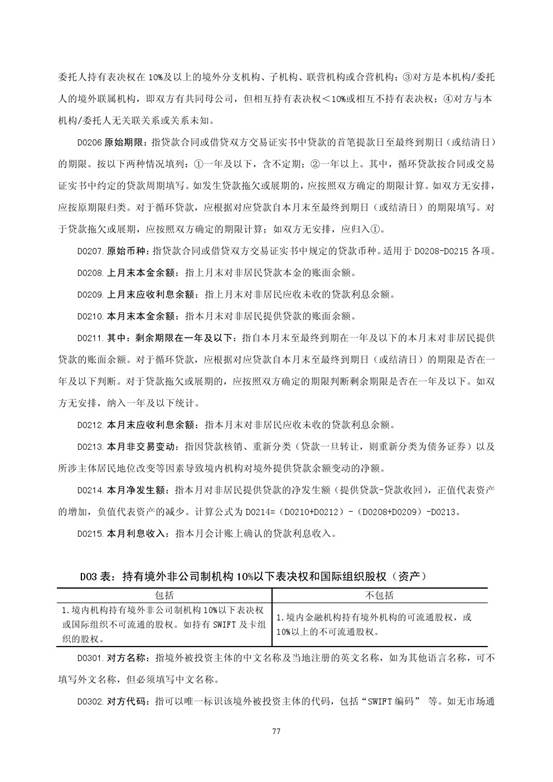 委托人持有表决权在 10%及以上的境外分支机构、子机构、联营机构或合营机构；③对方是本机构/委托
人的境外联属机构，即双方有共同母公司，但相互持有表决权＜10%或相互不持有表决权；④对方与本
机构/委托人无关联关系或关系未知。
D0206 原始期限：指贷款合同或借贷双方交易证实书中贷款的首笔提款日至最终到期日（或结清日）
的期限。按以下两种情况填列：①一年及以下，含不定期；②一年以上。其中，循环贷款按合同或交易
证实书中约定的贷款周期填写。如发生贷款拖欠或展期的，应按照双方确定的期限计算。如双方无安排，
应按原期限归类。对于循环贷款，应根据对应贷款自本月末至最终到期日（或结清日）的期限填写。对
于贷款拖欠或展期，应按照双方确定的期限计算；如双方无安排，应归入①。
D0207. 原始币种：指贷款合同或借贷双方交易证实书中规定的贷款币种。适用于 D0208-D0215 各项。
D0208. 上月末本金余额：指上月末对非居民贷款本金的账面余额。
D0209. 上月末应收利息余额：指上月末对非居民应收未收的贷款利息余额。
D0210. 本月末本金余额：指本月末对非居民提供贷款的账面余额。
D0211. 其中：剩余期限在一年及以下：指自本月末至最终到期在一年及以下的本月末对非居民提供
贷款的账面余额。对于循环贷款，应根据对应贷款自本月末至最终到期日（或结清日）的期限是否在一
年及以下判断。对于贷款拖欠或展期的，应按照双方确定的期限判断剩余期限是否在一年及以下。如双
方无安排，纳入一年及以下统计。
D0212. 本月末应收利息余额：指本月末对非居民应收未收的贷款利息余额。
D0213. 本月非交易变动：指因贷款核销、重新分类（贷款一旦转让，则重新分类为债务证券）以及
所涉主体居民地位改变等因素导致境内机构对境外提供贷款余额变动的净额。
D0214. 本月净发生额：指本月对非居民提供贷款的净发生额（提供贷款-贷款收回），正值代表资产
的增加，负值代表资产的减少。计算公式为 D0214=（D0210+D0212）-（D0208+D0209）-D0213。
D0215. 本月利息收入：指本月会计账上确认的贷款利息收入。
D03 表：持有境外非公司制机构 10%以下表决权和国际组织股权（资产）
包括
不包括
1.境内机构持有境外非公司制机构 10%以下表决权
或国际组织不可流通的股权。如持有 SWIFT 及卡组
织的股权。
1.境内金融机构持有境外机构的可流通股权，或
10%以上的不可流通股权。
D0301. 对方名称：指境外被投资主体的中文名称及当地注册的英文名称，如为其他语言名称，可不
填写外文名称，但必须填写中文名称。
D0302. 对方代码：指可以唯一标识该境外被投资主体的代码，包括“SWIFT 编码” 等。如无市场通
77